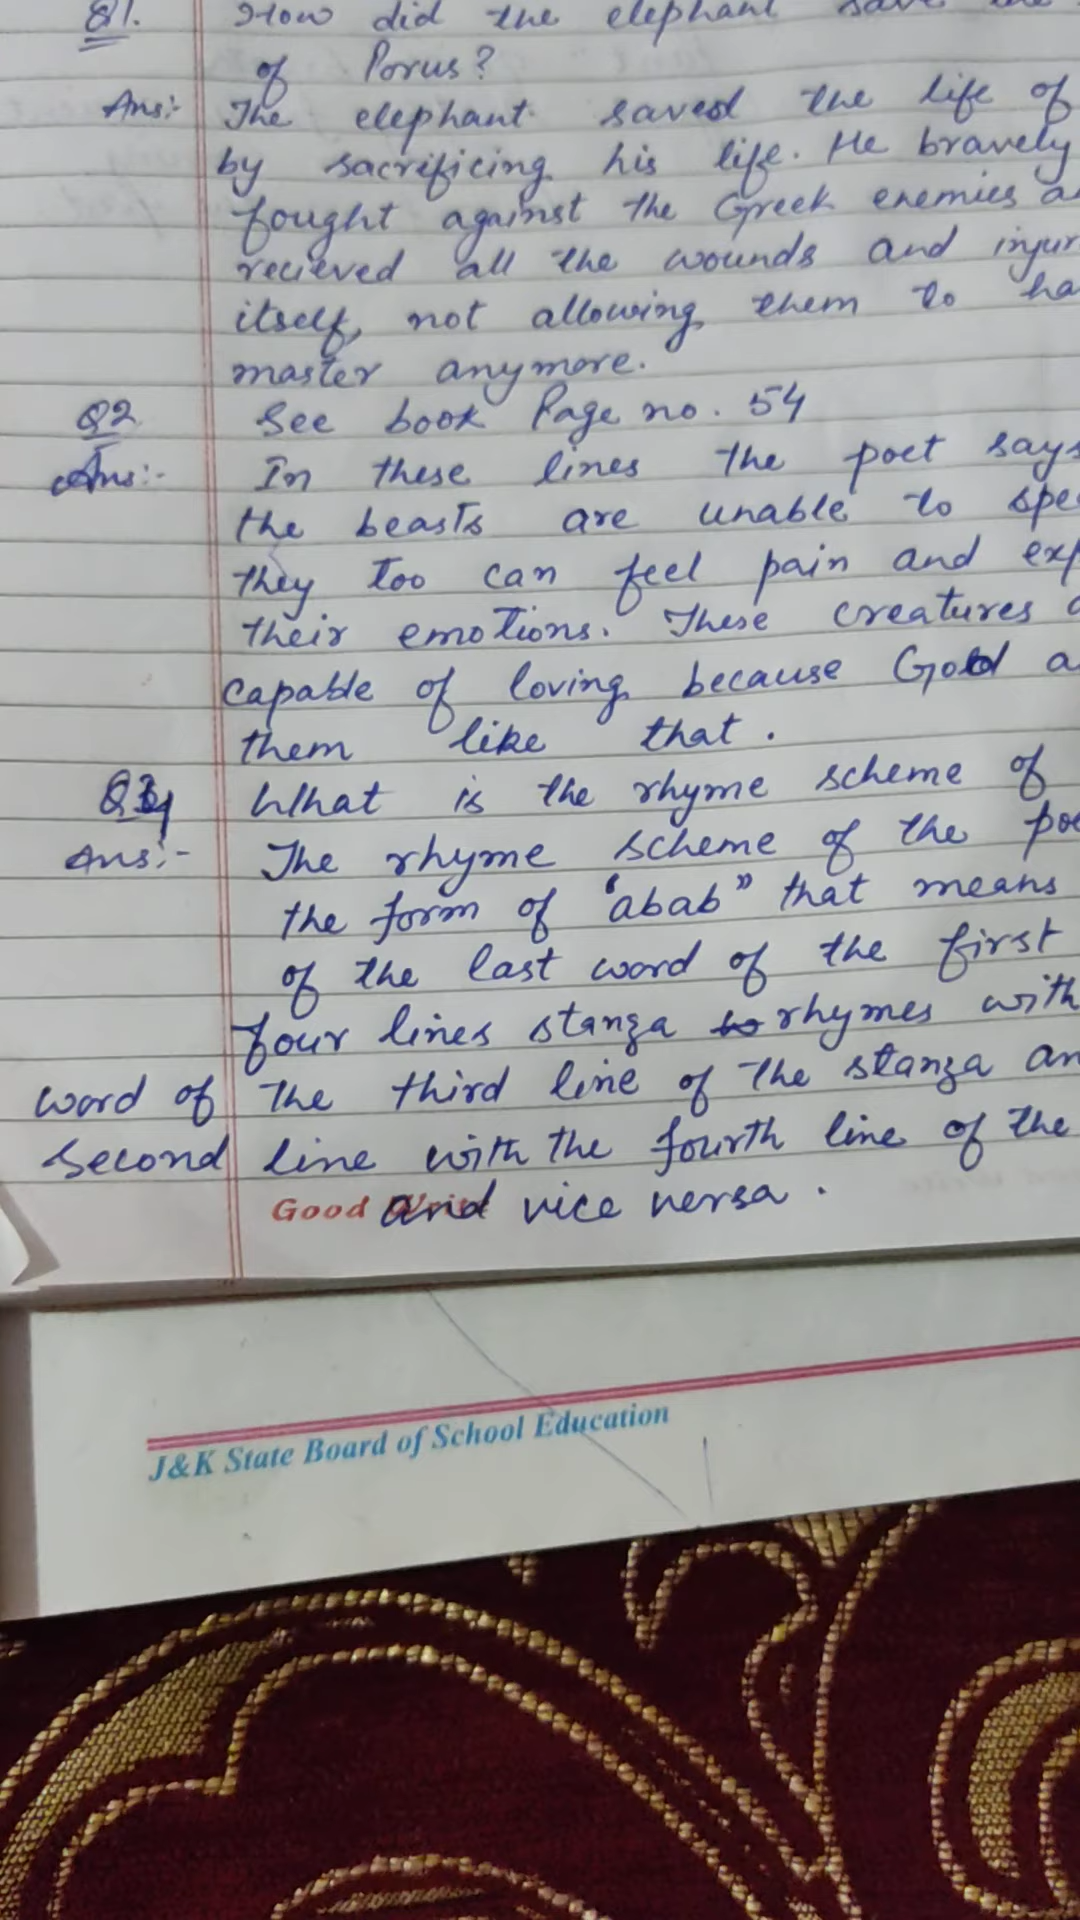 Q1. How did the elephant save the
of Porus?
Ans:- The elephant saved the life of
by sacrificing his life. He bravely
fought against the Greek enemies
recieved all the wounds and
itself, not allowing them to
master anymore.
Q2 See book Page no. 54
Ans:- In these lines the poet says
the beasts are unable to
they too can feel pain and
their emotions. These creatures
capable of loving because God
them like that.
Q3 What is the rhyme scheme of
Ans:- The rhyme scheme of the
the form of "abab" that means
of the last word of the first
four lines stanza rhymes with
word of the third line of the stanza
second line with the fourth line of the
Good
and vice versa.
J&K State Board of School Education